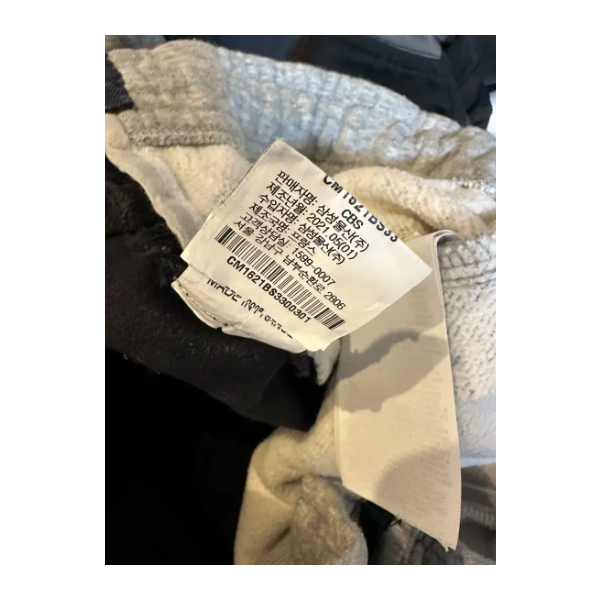 CM1621BS33
CBS
판매자명: 삼성물산(주)
제조년월: 2021.05(01)
수입자명: 삼성물산(주)
제조국명: 프랑스
고객상담실: 1599-0007
서울 강남구 남부순환로 2806
CM1621BS3300301